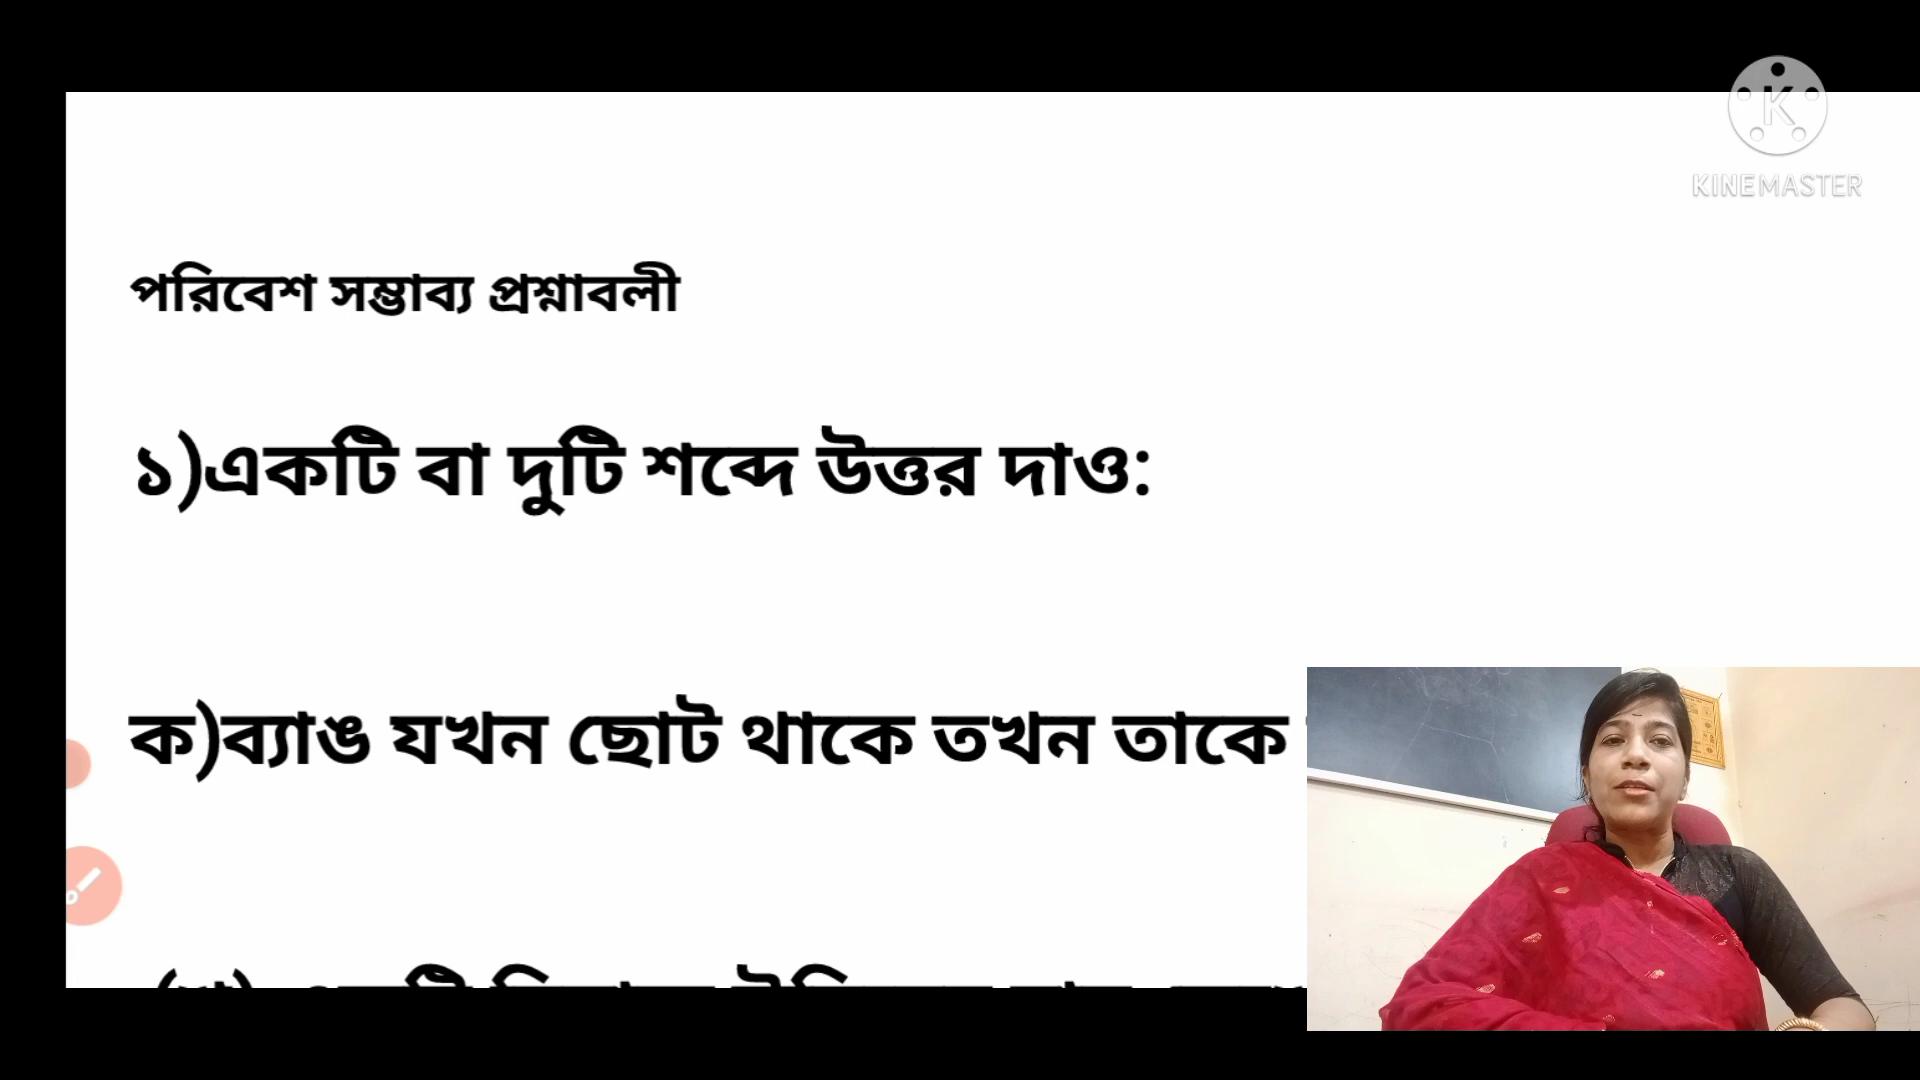 KINEMASTER
পরিবেশ সম্ভাব্য প্রশ্নাবলী
১)একটি বা দুটি শব্দে উত্তর দাও:
ক)ব্যাঙ যখন ছোট থাকে তখন তাকে